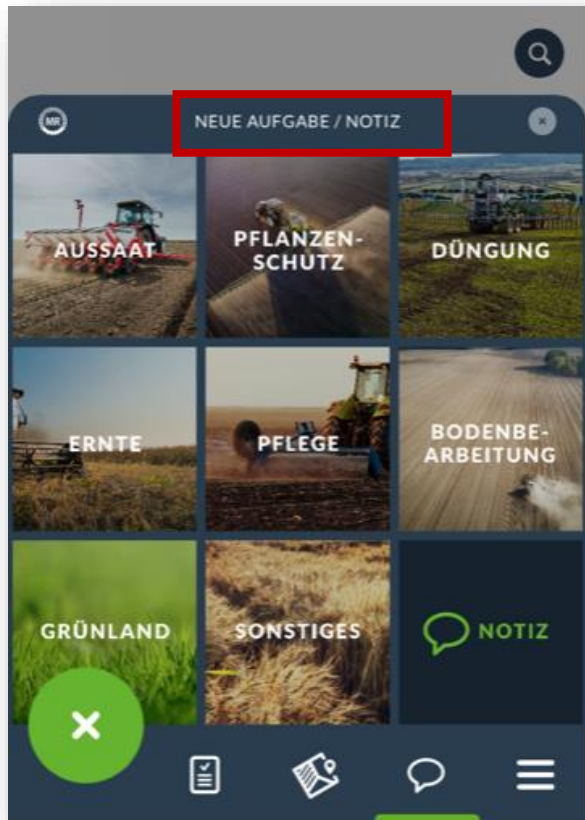 MR
NEUE AUFGABE / NOTIZ
AUSSAAT
PFLANZEN-
SCHUTZ
DÜNGUNG
ERNTE
PFLEGE
BODENBE-
ARBEITUNG
GRÜNLAND
SONSTIGES
NOTIZ